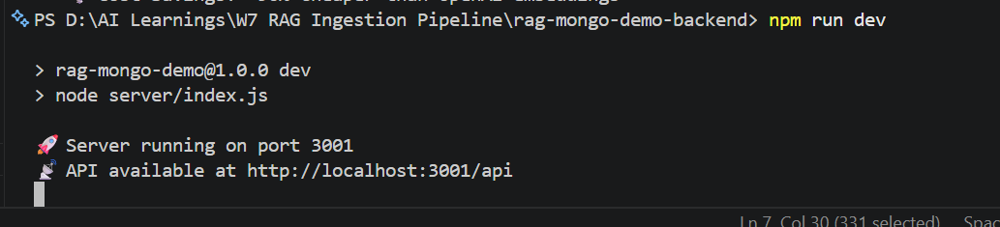 PS D:\AI Learnings\W7 RAG Ingestion Pipeline\rag-mongo-demo-backend> npm run dev
> rag-mongo-demo@1.0.0 dev
> node server/index.js
🚀 Server running on port 3001
📡 API available at http://localhost:3001/api
Ln 7, Col 30 (331 selected)